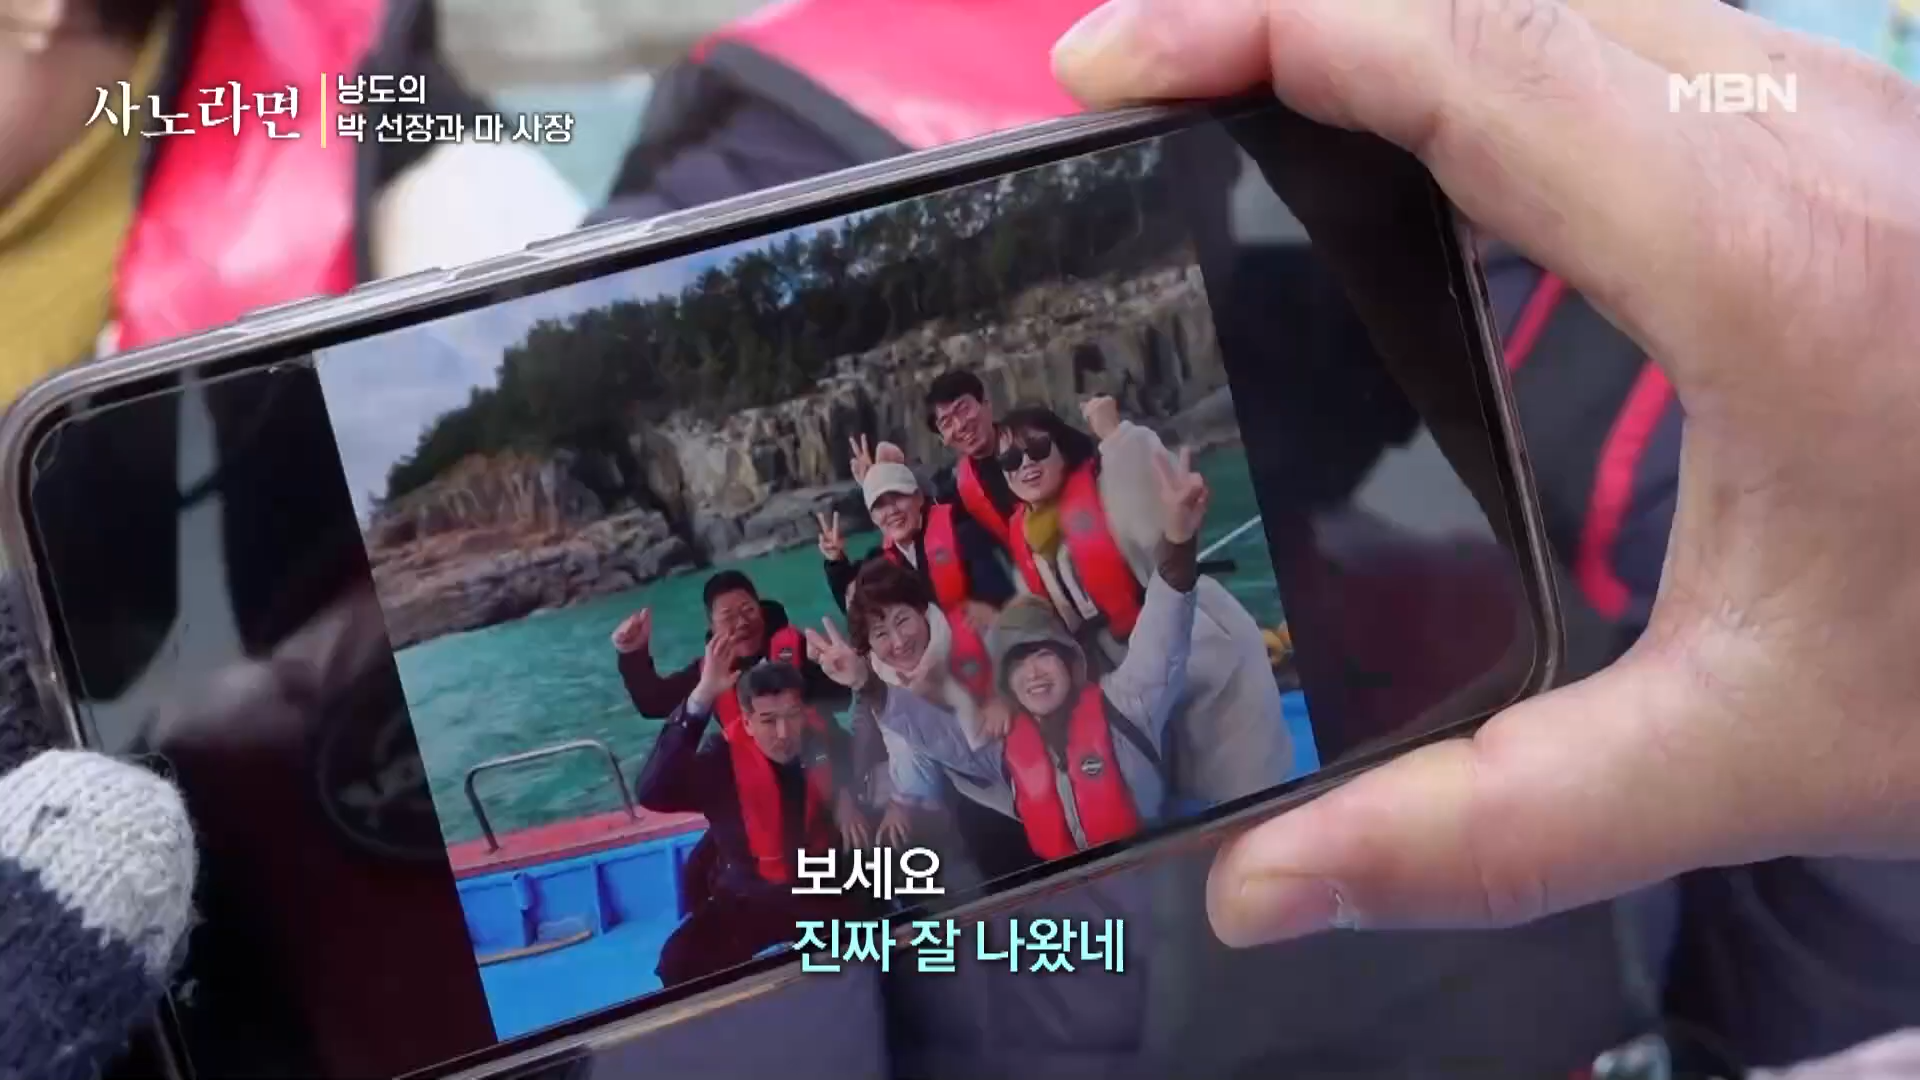 사노라면
낭도의
박 선장과 마 사장
MBN
보세요
진짜 잘 나왔네